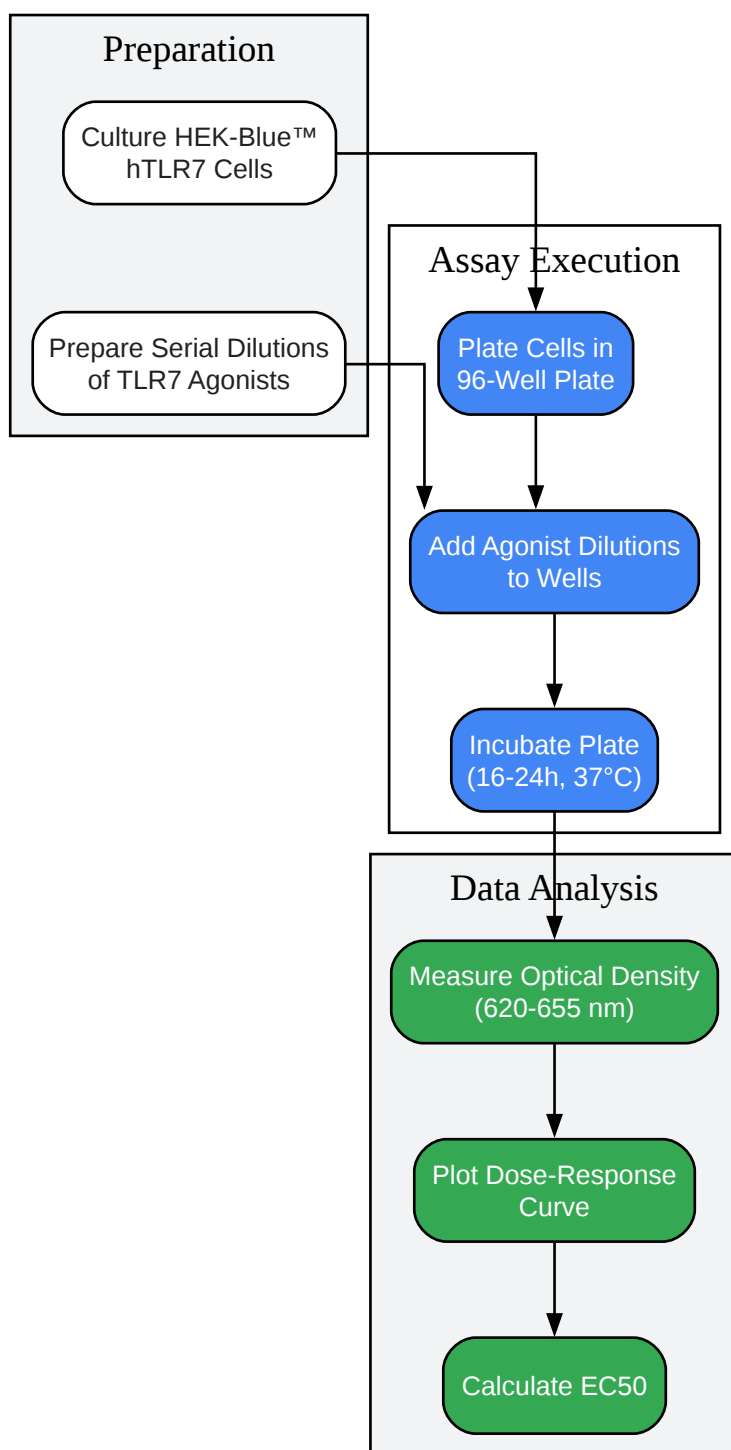 Preparation
Culture HEK-Blue™
hTLR7 Cells
Prepare Serial Dilutions
of TLR7 Agonists
Assay Execution
Plate Cells in
96-Well Plate
Add Agonist Dilutions
to Wells
Incubate Plate
(16-24h, 37°C)
Data Analysis
Measure Optical Density
(620-655 nm)
Plot Dose-Response
Curve
Calculate EC50